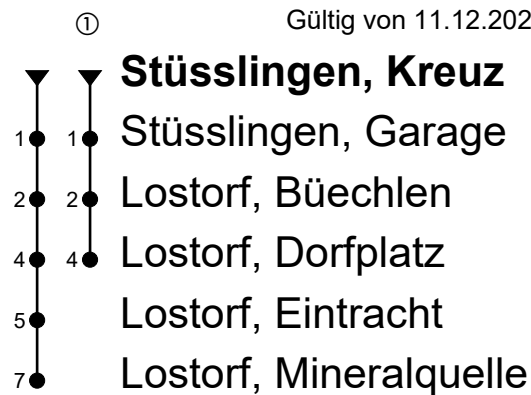 ① Gültig von 11.12.202
Stüsslingen, Kreuz
1 1 Stüsslingen, Garage
2 2 Lostorf, Büechlen
4 4 Lostorf, Dorfplatz
5 Lostorf, Eintracht
7 Lostorf, Mineralquelle